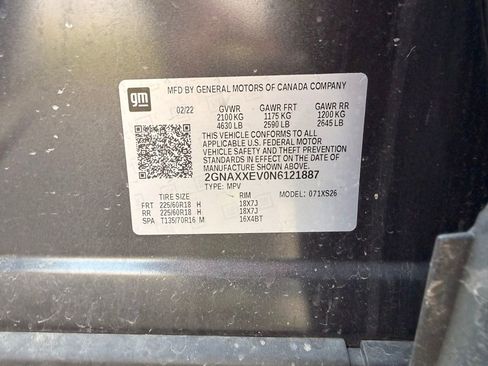 gm
MFD BY GENERAL MOTORS OF CANADA COMPANY
02/22 GVWR GAWR FRT GAWR RR
2100 KG 1175 KG 1200 KG
4630 LB 2590 LB 2645 LB
THIS VEHICLE CONFORMS TO ALL
APPLICABLE U.S. FEDERAL MOTOR
VEHICLE SAFETY AND THEFT PREVENTION
STANDARDS IN EFFECT ON THE DATE OF
MANUFACTURE SHOWN ABOVE.
2GNAXXEV0N6121887
TYPE: MPV MODEL: 071XS26
TIRE SIZE RIM
FRT 225/60R18 H 18X7J
RR 225/60R18 H 18X7J
SPA T135/70R16 M 16X4BT